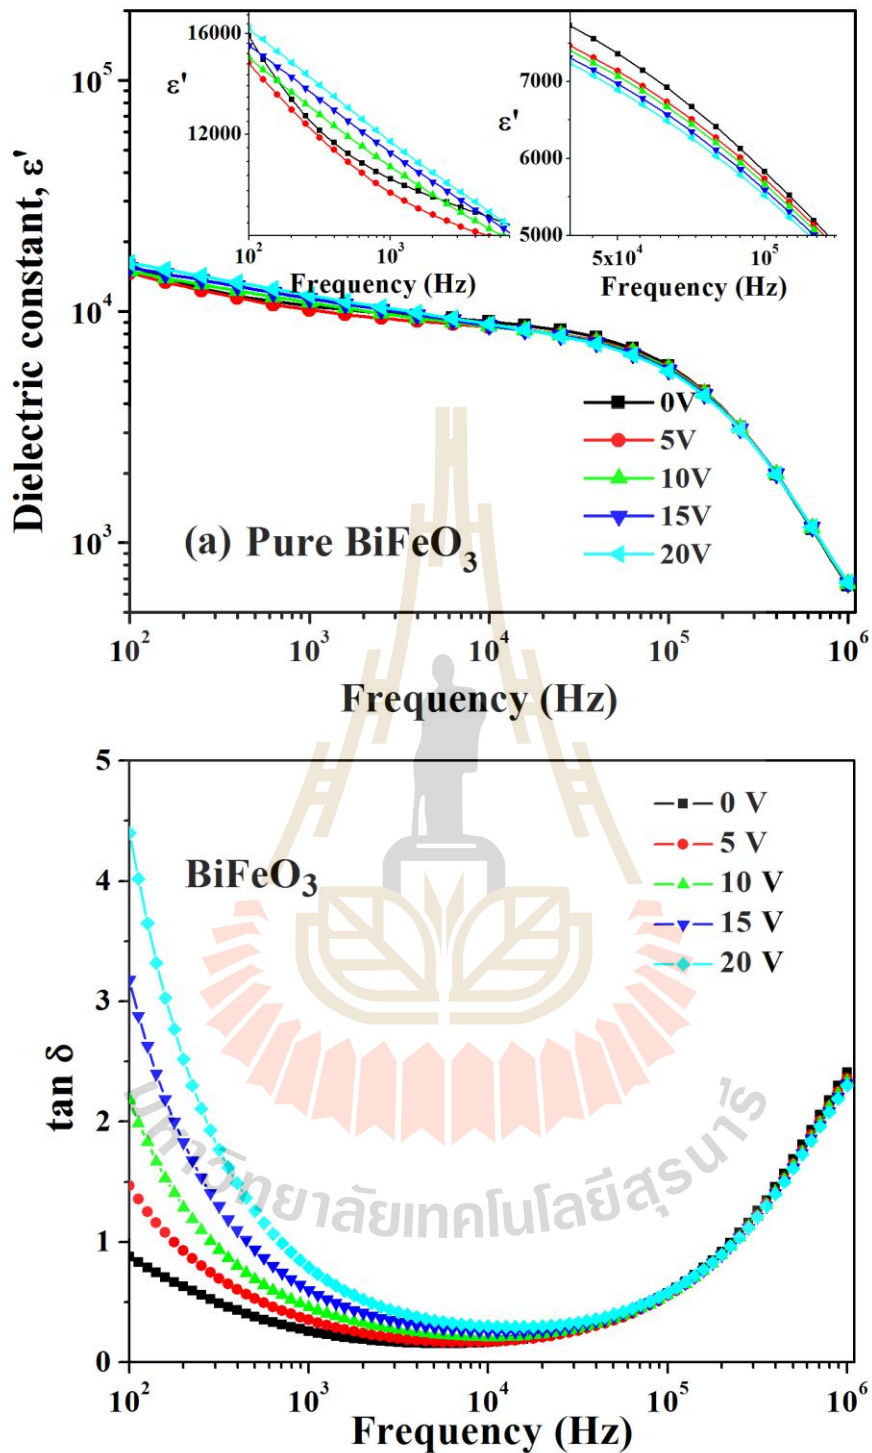 Dielectric constant, ε'
10⁵
10⁴
10³
16000
12000
ε'
10²
10³
Frequency (Hz)
7000
6000
5000
ε'
5x10⁴
10⁵
Frequency (Hz)
0V
5V
10V
15V
20V
(a) Pure BiFeO₃
10²
10³
10⁴
10⁵
10⁶
Frequency (Hz)
tan δ
5
4
3
2
1
0
BiFeO₃
0 V
5 V
10 V
15 V
20 V
มหาวิทยาลัยเทคโนโลยีสุรนารี
10²
10³
10⁴
10⁵
10⁶
Frequency (Hz)